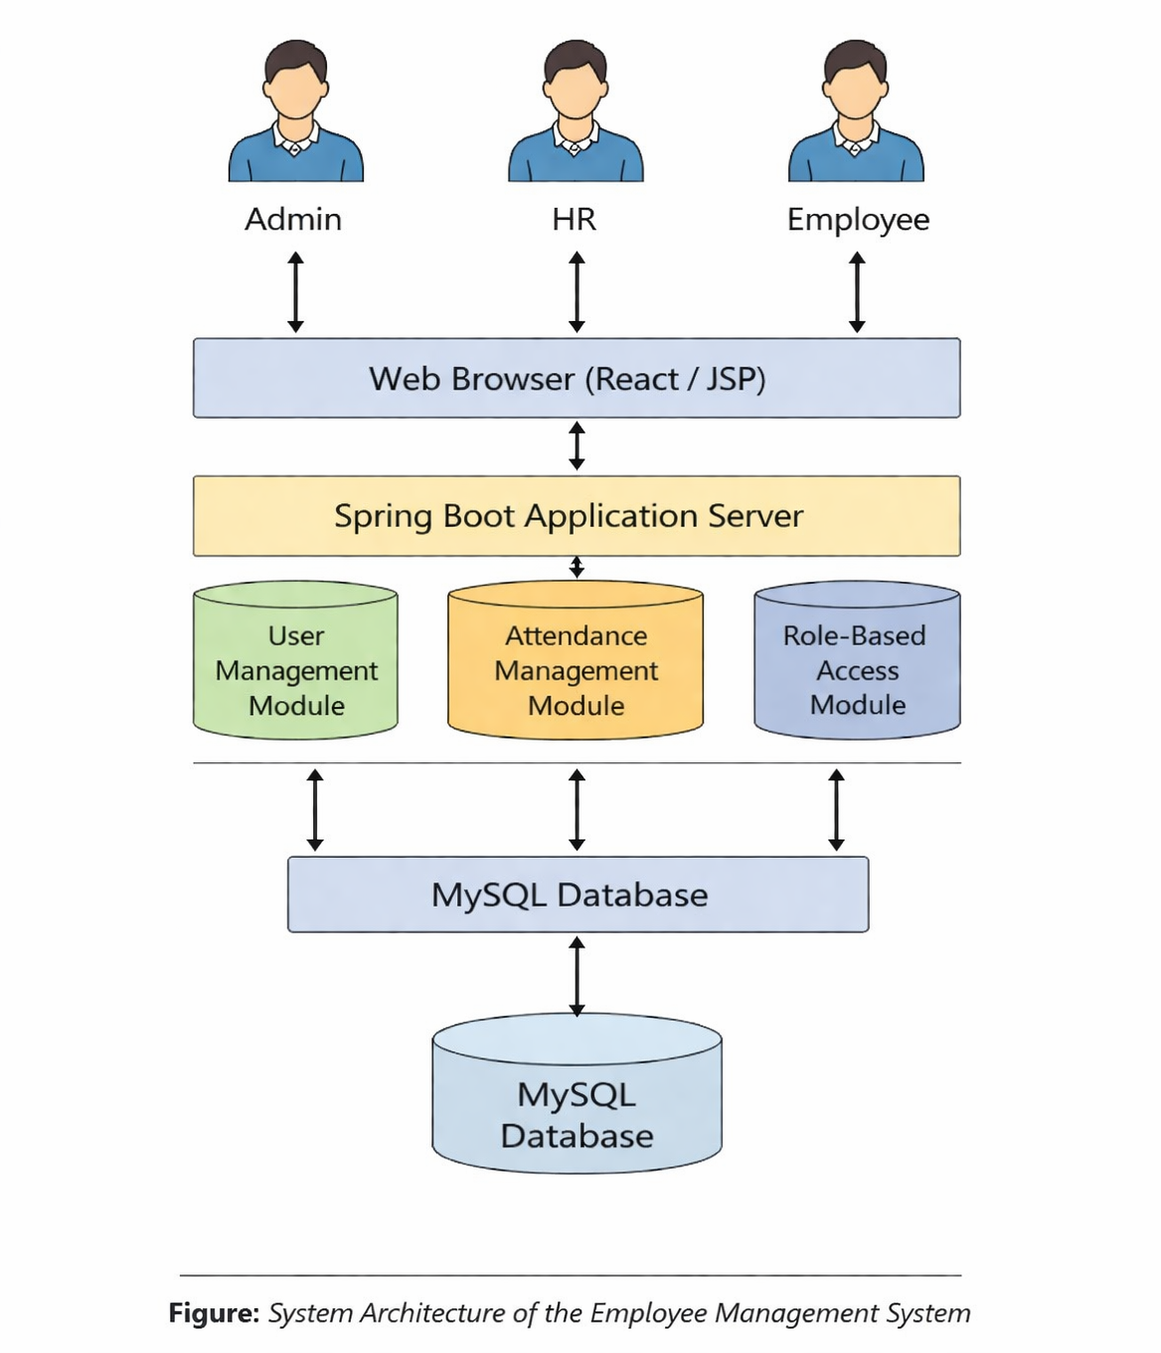 Admin
HR
Employee
Web Browser (React / JSP)
Spring Boot Application Server
User
Management
Module
Attendance
Management
Module
Role-Based
Access
Module
MySQL Database
MySQL
Database
Figure: System Architecture of the Employee Management System